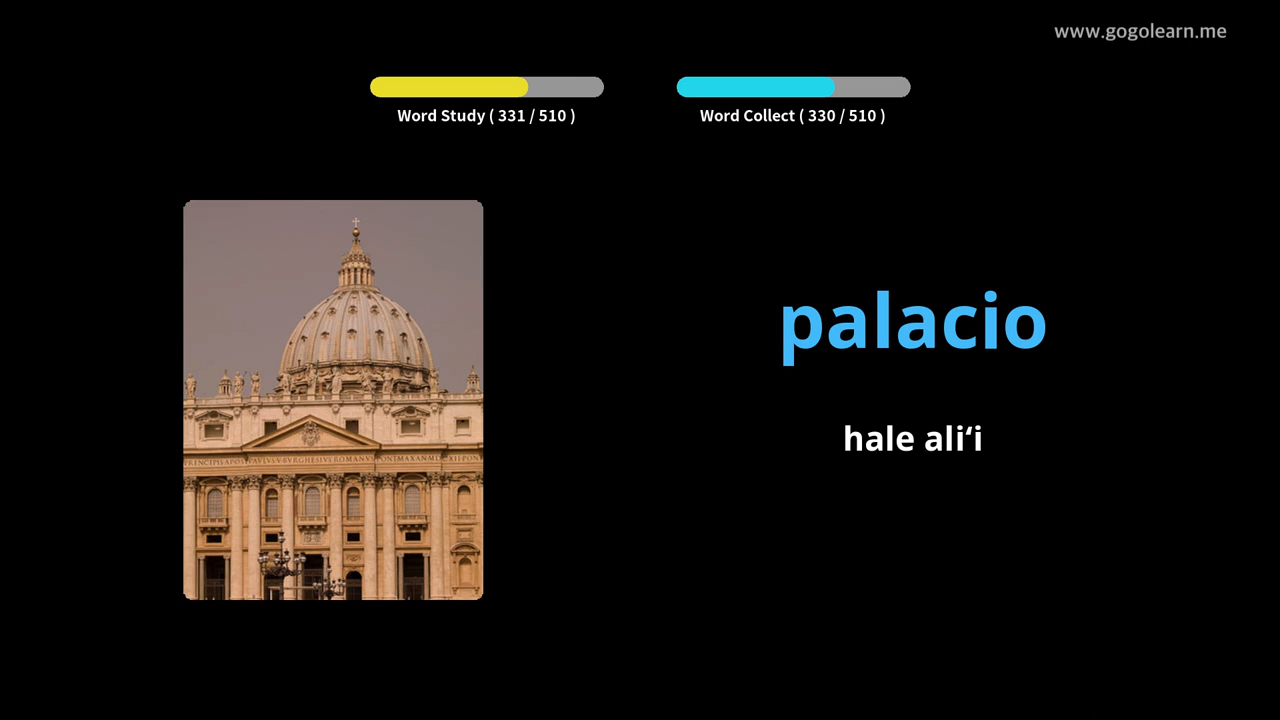 www.gogolearn.me
Word Study ( 331 / 510 )
Word Collect ( 330 / 510 )
palacio
hale aliʻi